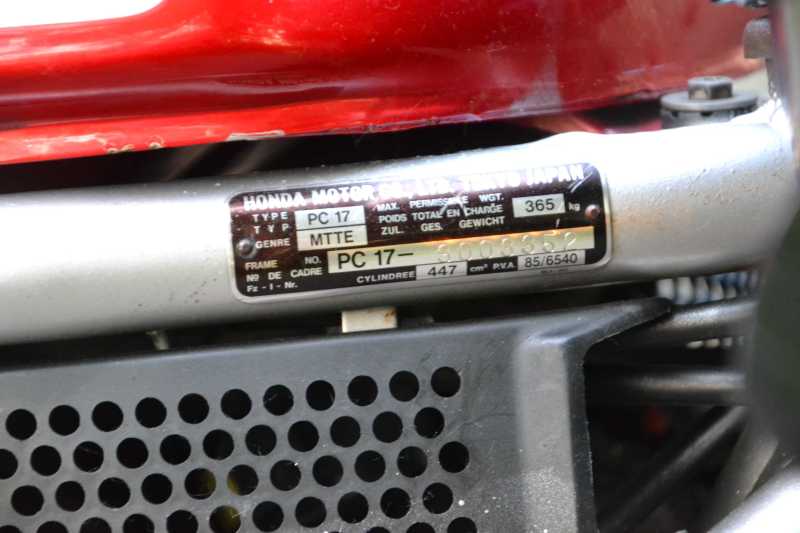 HONDA MOTOR CO. LTD. TOKYO JAPAN
TYPE
TYP PC 17
GENRE MTTE
MAX. PERMISSIBLE WGT.
POIDS TOTAL EN CHARGE 365 kg
ZUL. GES. GEWICHT
FRAME NO.
Nº DE CADRE PC 17-
Fz - I - Nr.
CYLINDREE 447 cm³ P.V.A. 85/6540